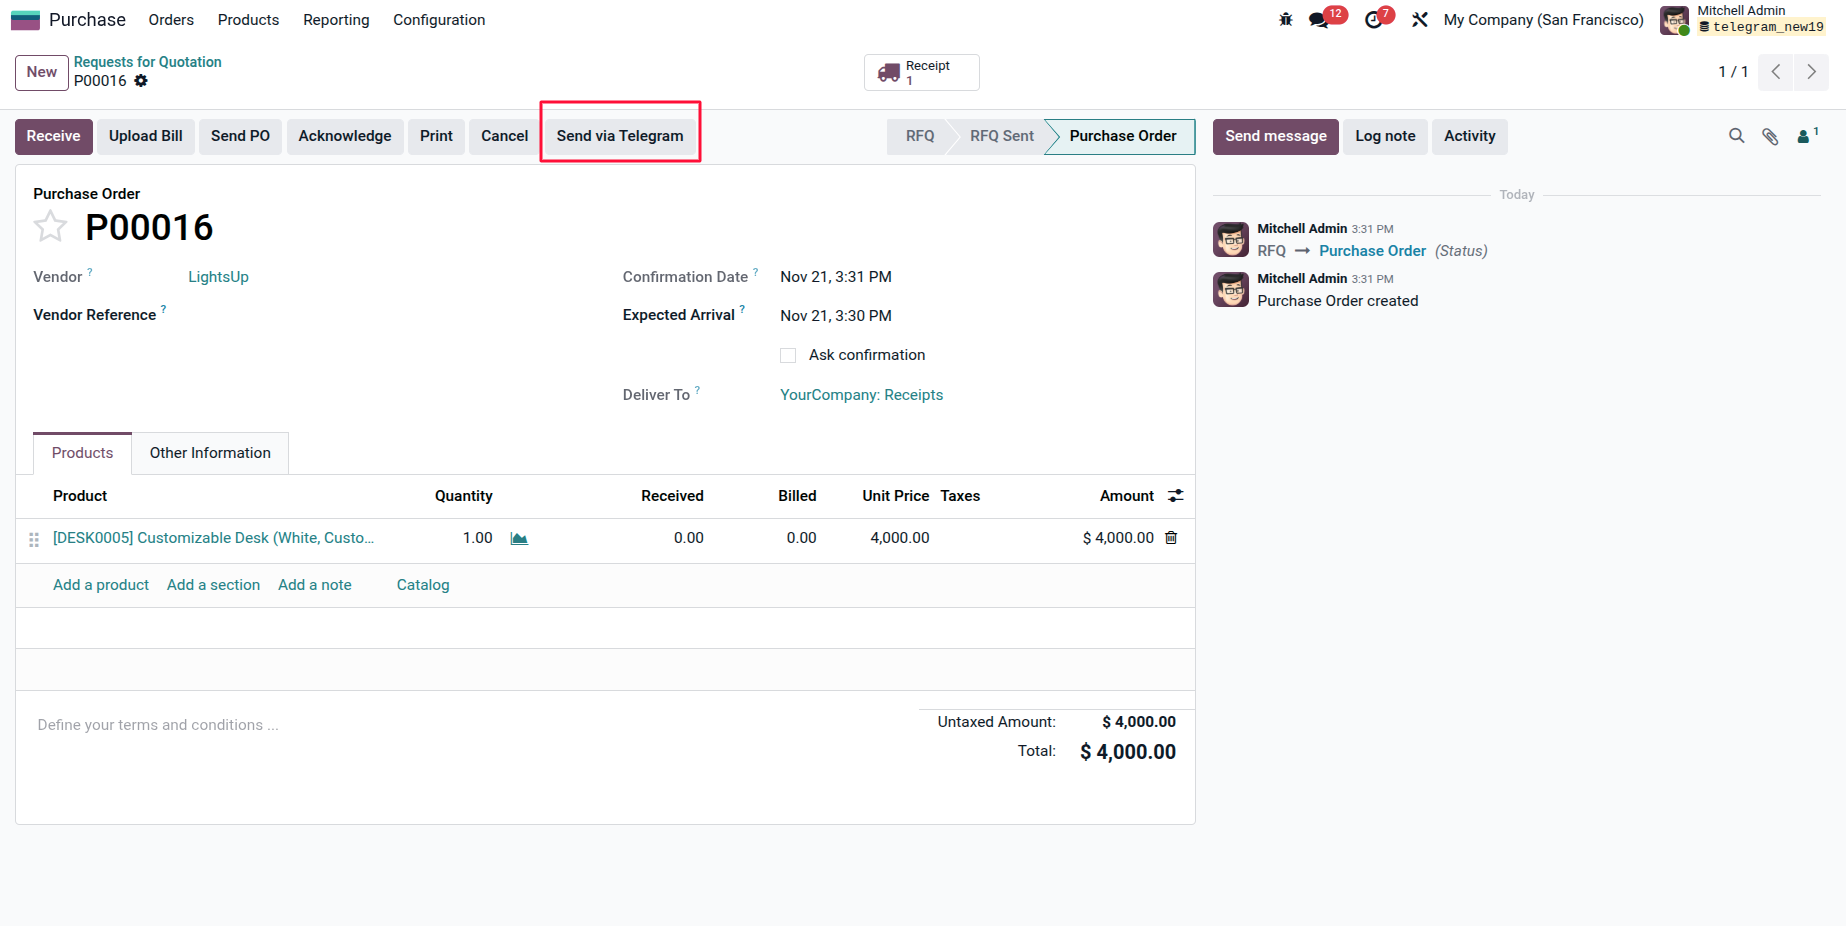 Purchase Orders Products Reporting Configuration 12 7 My Company (San Francisco) Mitchell Admin
telegram_new19
New Requests for Quotation
P00016
Receipt
1
1 / 1
Receive Upload Bill Send PO Acknowledge Print Cancel Send via Telegram RFQ RFQ Sent Purchase Order Send message Log note Activity 1
Purchase Order
P00016
Vendor ? LightsUp
Vendor Reference ?
Confirmation Date ? Nov 21, 3:31 PM
Expected Arrival ? Nov 21, 3:30 PM
Ask confirmation
Deliver To ? YourCompany: Receipts
Products Other Information
Product Quantity Received Billed Unit Price Taxes Amount
[DESK0005] Customizable Desk (White, Custo... 1.00 0.00 0.00 4,000.00 $ 4,000.00
Add a product Add a section Add a note Catalog
Define your terms and conditions ...
Untaxed Amount: $ 4,000.00
Total: $ 4,000.00
Today
Mitchell Admin 3:31 PM
RFQ → Purchase Order (Status)
Mitchell Admin 3:31 PM
Purchase Order created